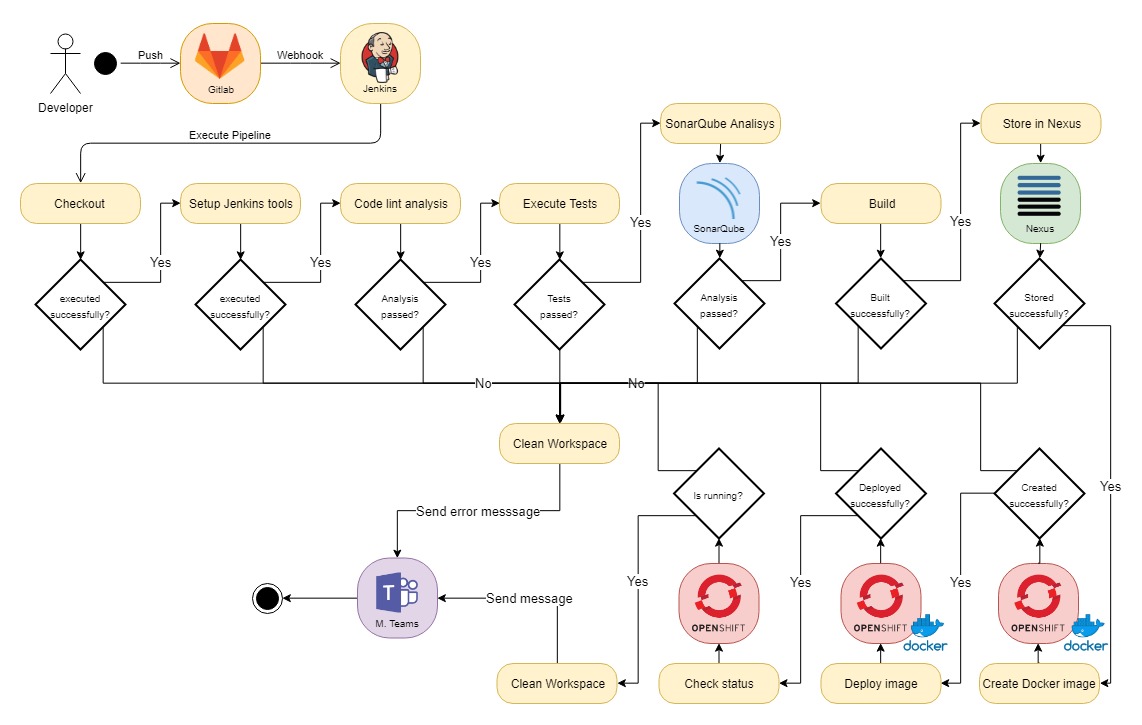 Developer
Push
Gitlab
Webhook
Jenkins
Execute Pipeline
Checkout
Setup Jenkins tools
Code lint analysis
Execute Tests
SonarQube Analisys
SonarQube
Build
Store in Nexus
Nexus
Yes
Yes
Yes
Yes
Yes
Yes
executed
successfully?
executed
successfully?
Analysis
passed?
Tests
passed?
Analysis
passed?
Built
successfully?
Stored
successfully?
No
No
Clean Workspace
Is running?
Deployed
successfully?
Created
successfully?
Yes
Send error messsage
Yes
Yes
Yes
T
M. Teams
Send message
OPENSHIFT
OPENSHIFT
docker
OPENSHIFT
docker
Clean Workspace
Check status
Deploy image
Create Docker image